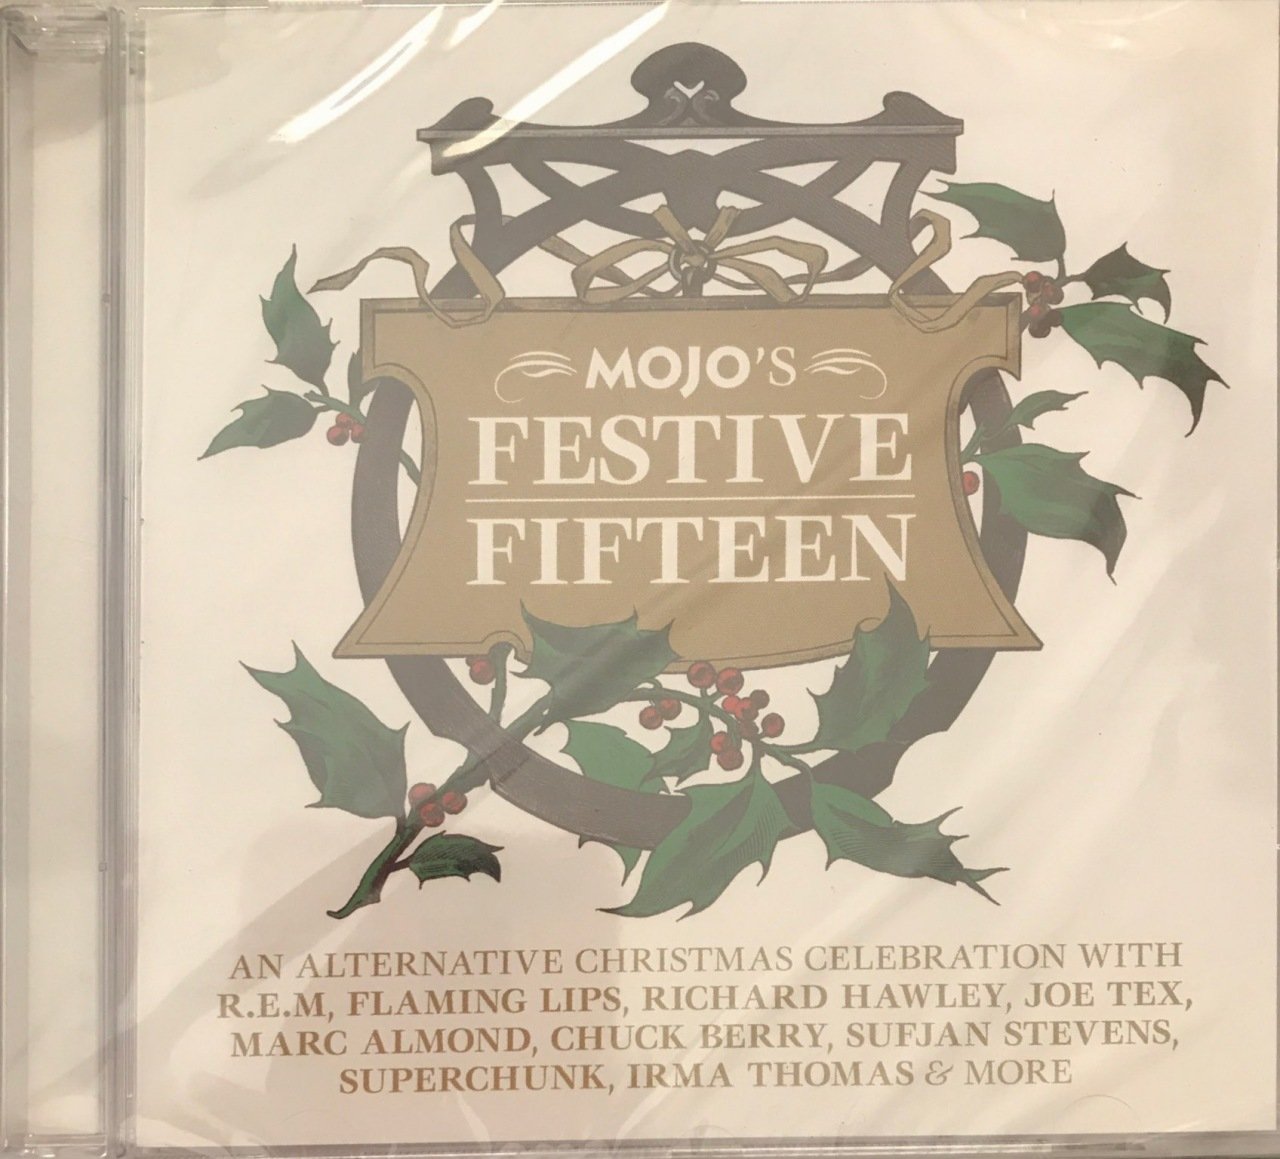 MOJO'S
FESTIVE
FIFTEEN
AN ALTERNATIVE CHRISTMAS CELEBRATION WITH
R.E.M, FLAMING LIPS, RICHARD HAWLEY, JOE TEX,
MARC ALMOND, CHUCK BERRY, SUFJAN STEVENS,
SUPERCHUNK, IRMA THOMAS & MORE